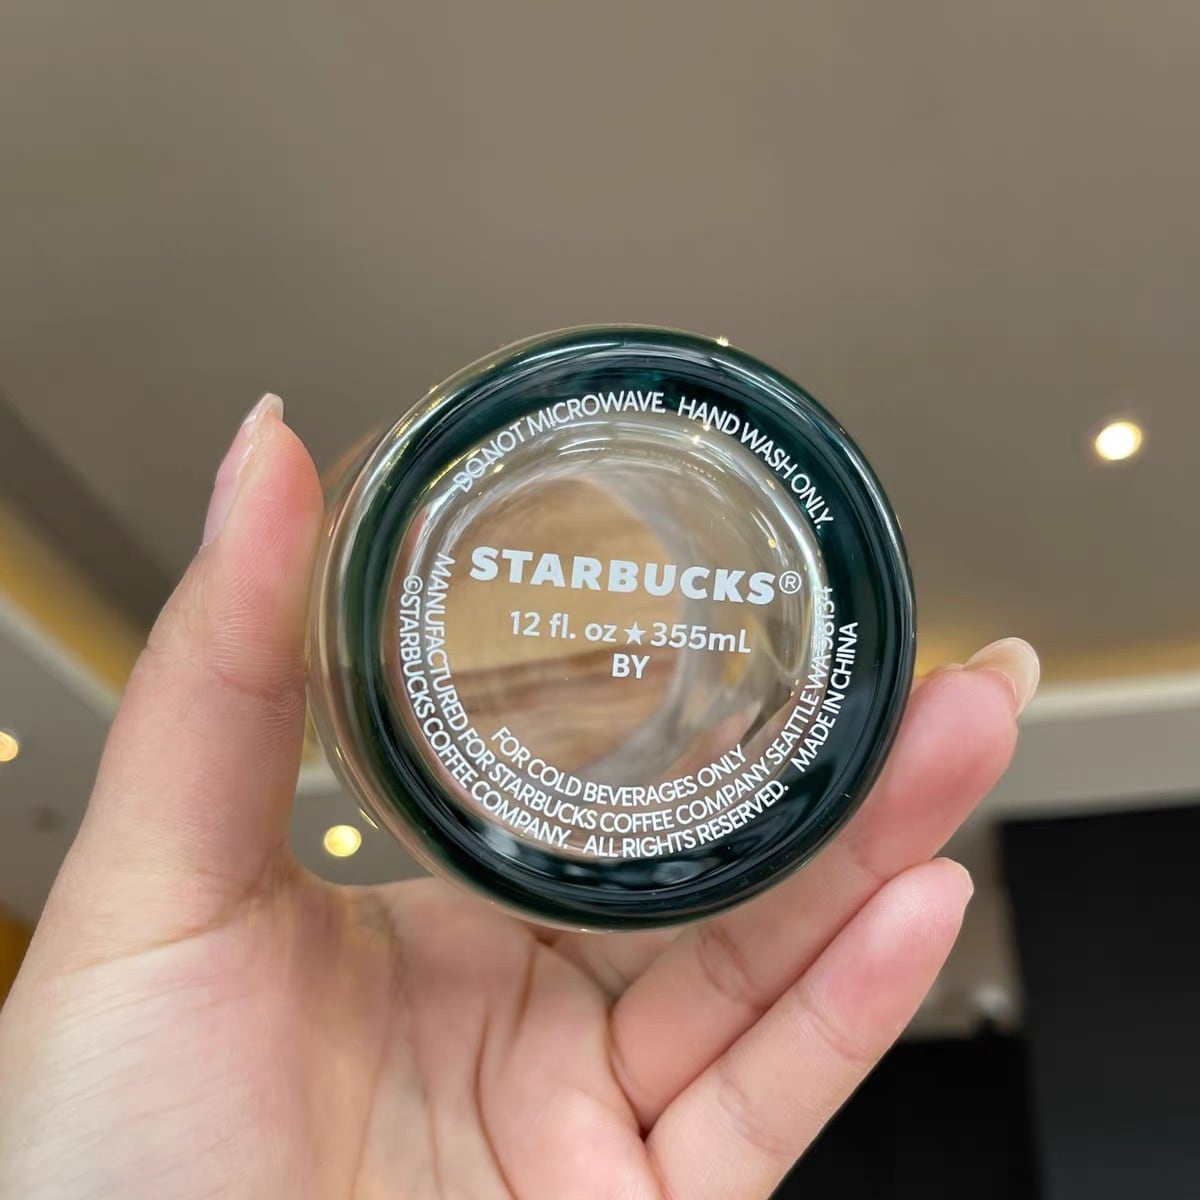 DO NOT MICROWAVE. HAND WASH ONLY.
STARBUCKS®
12 fl. oz ★ 355mL
BY
FOR COLD BEVERAGES ONLY
MANUFACTURED FOR STARBUCKS COFFEE COMPANY SEATTLE WA 98134
©STARBUCKS COFFEE COMPANY. ALL RIGHTS RESERVED. MADE IN CHINA